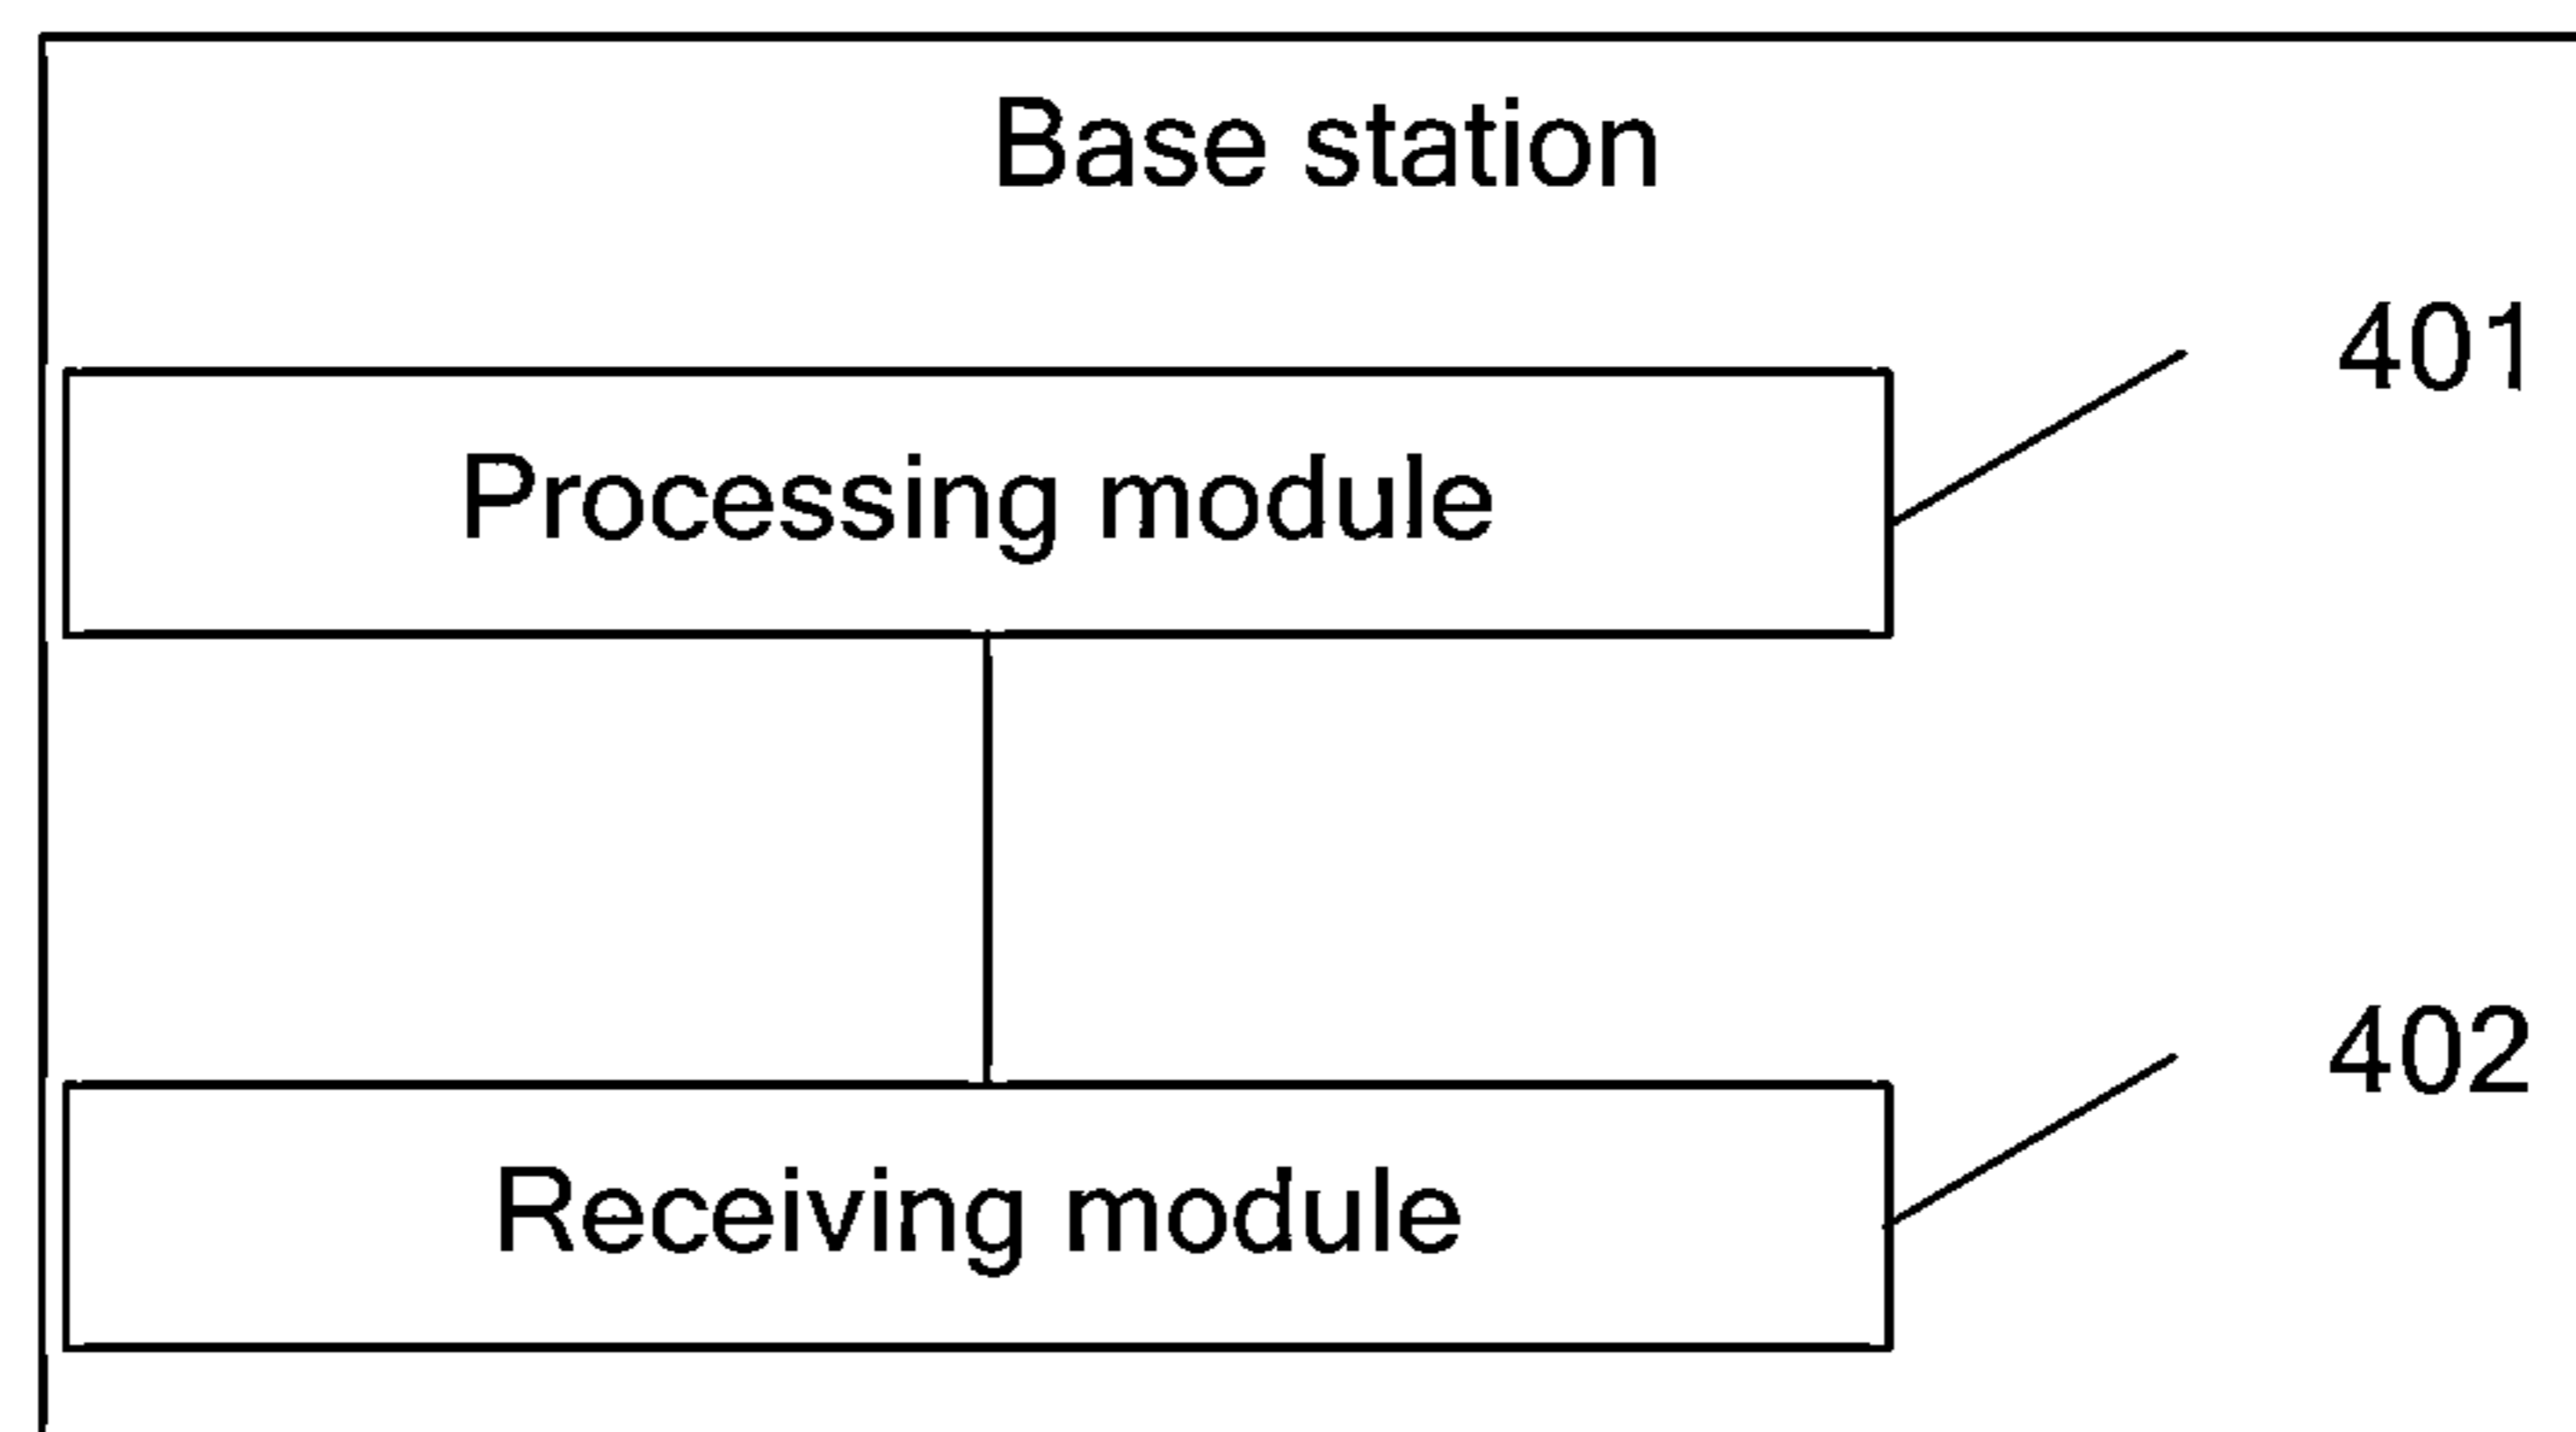 Base station
401
Processing module
402
Receiving module